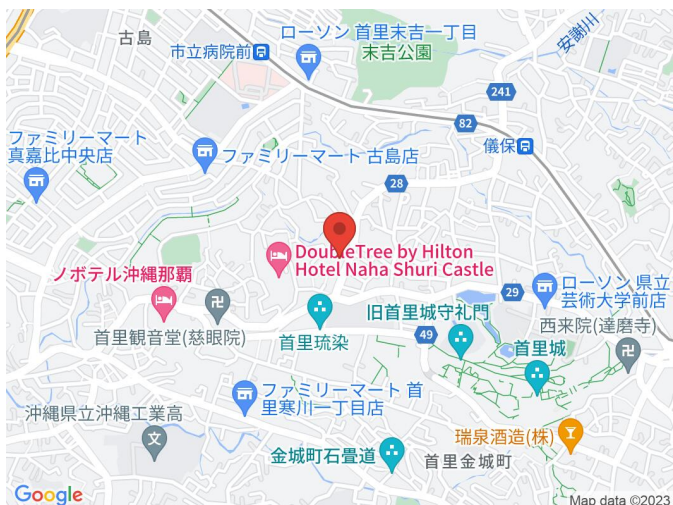 古島
市立病院前
ローソン 首里末吉一丁目
末吉公園
安謝川
241
82
儀保
ファミリーマート
真嘉比中央店
ファミリーマート 古島店
28
DoubleTree by Hilton
Hotel Naha Shuri Castle
ノボテル沖縄那覇
首里観音堂(慈眼院)
首里琉染
旧首里城守礼門
29
49
ローソン 県立
芸術大学前店
西来院(達磨寺)
首里城
ファミリーマート 首
里寒川一丁目店
沖縄県立沖縄工業高
金城町石畳道
瑞泉酒造(株)
首里金城町
Google
Map data ©2023